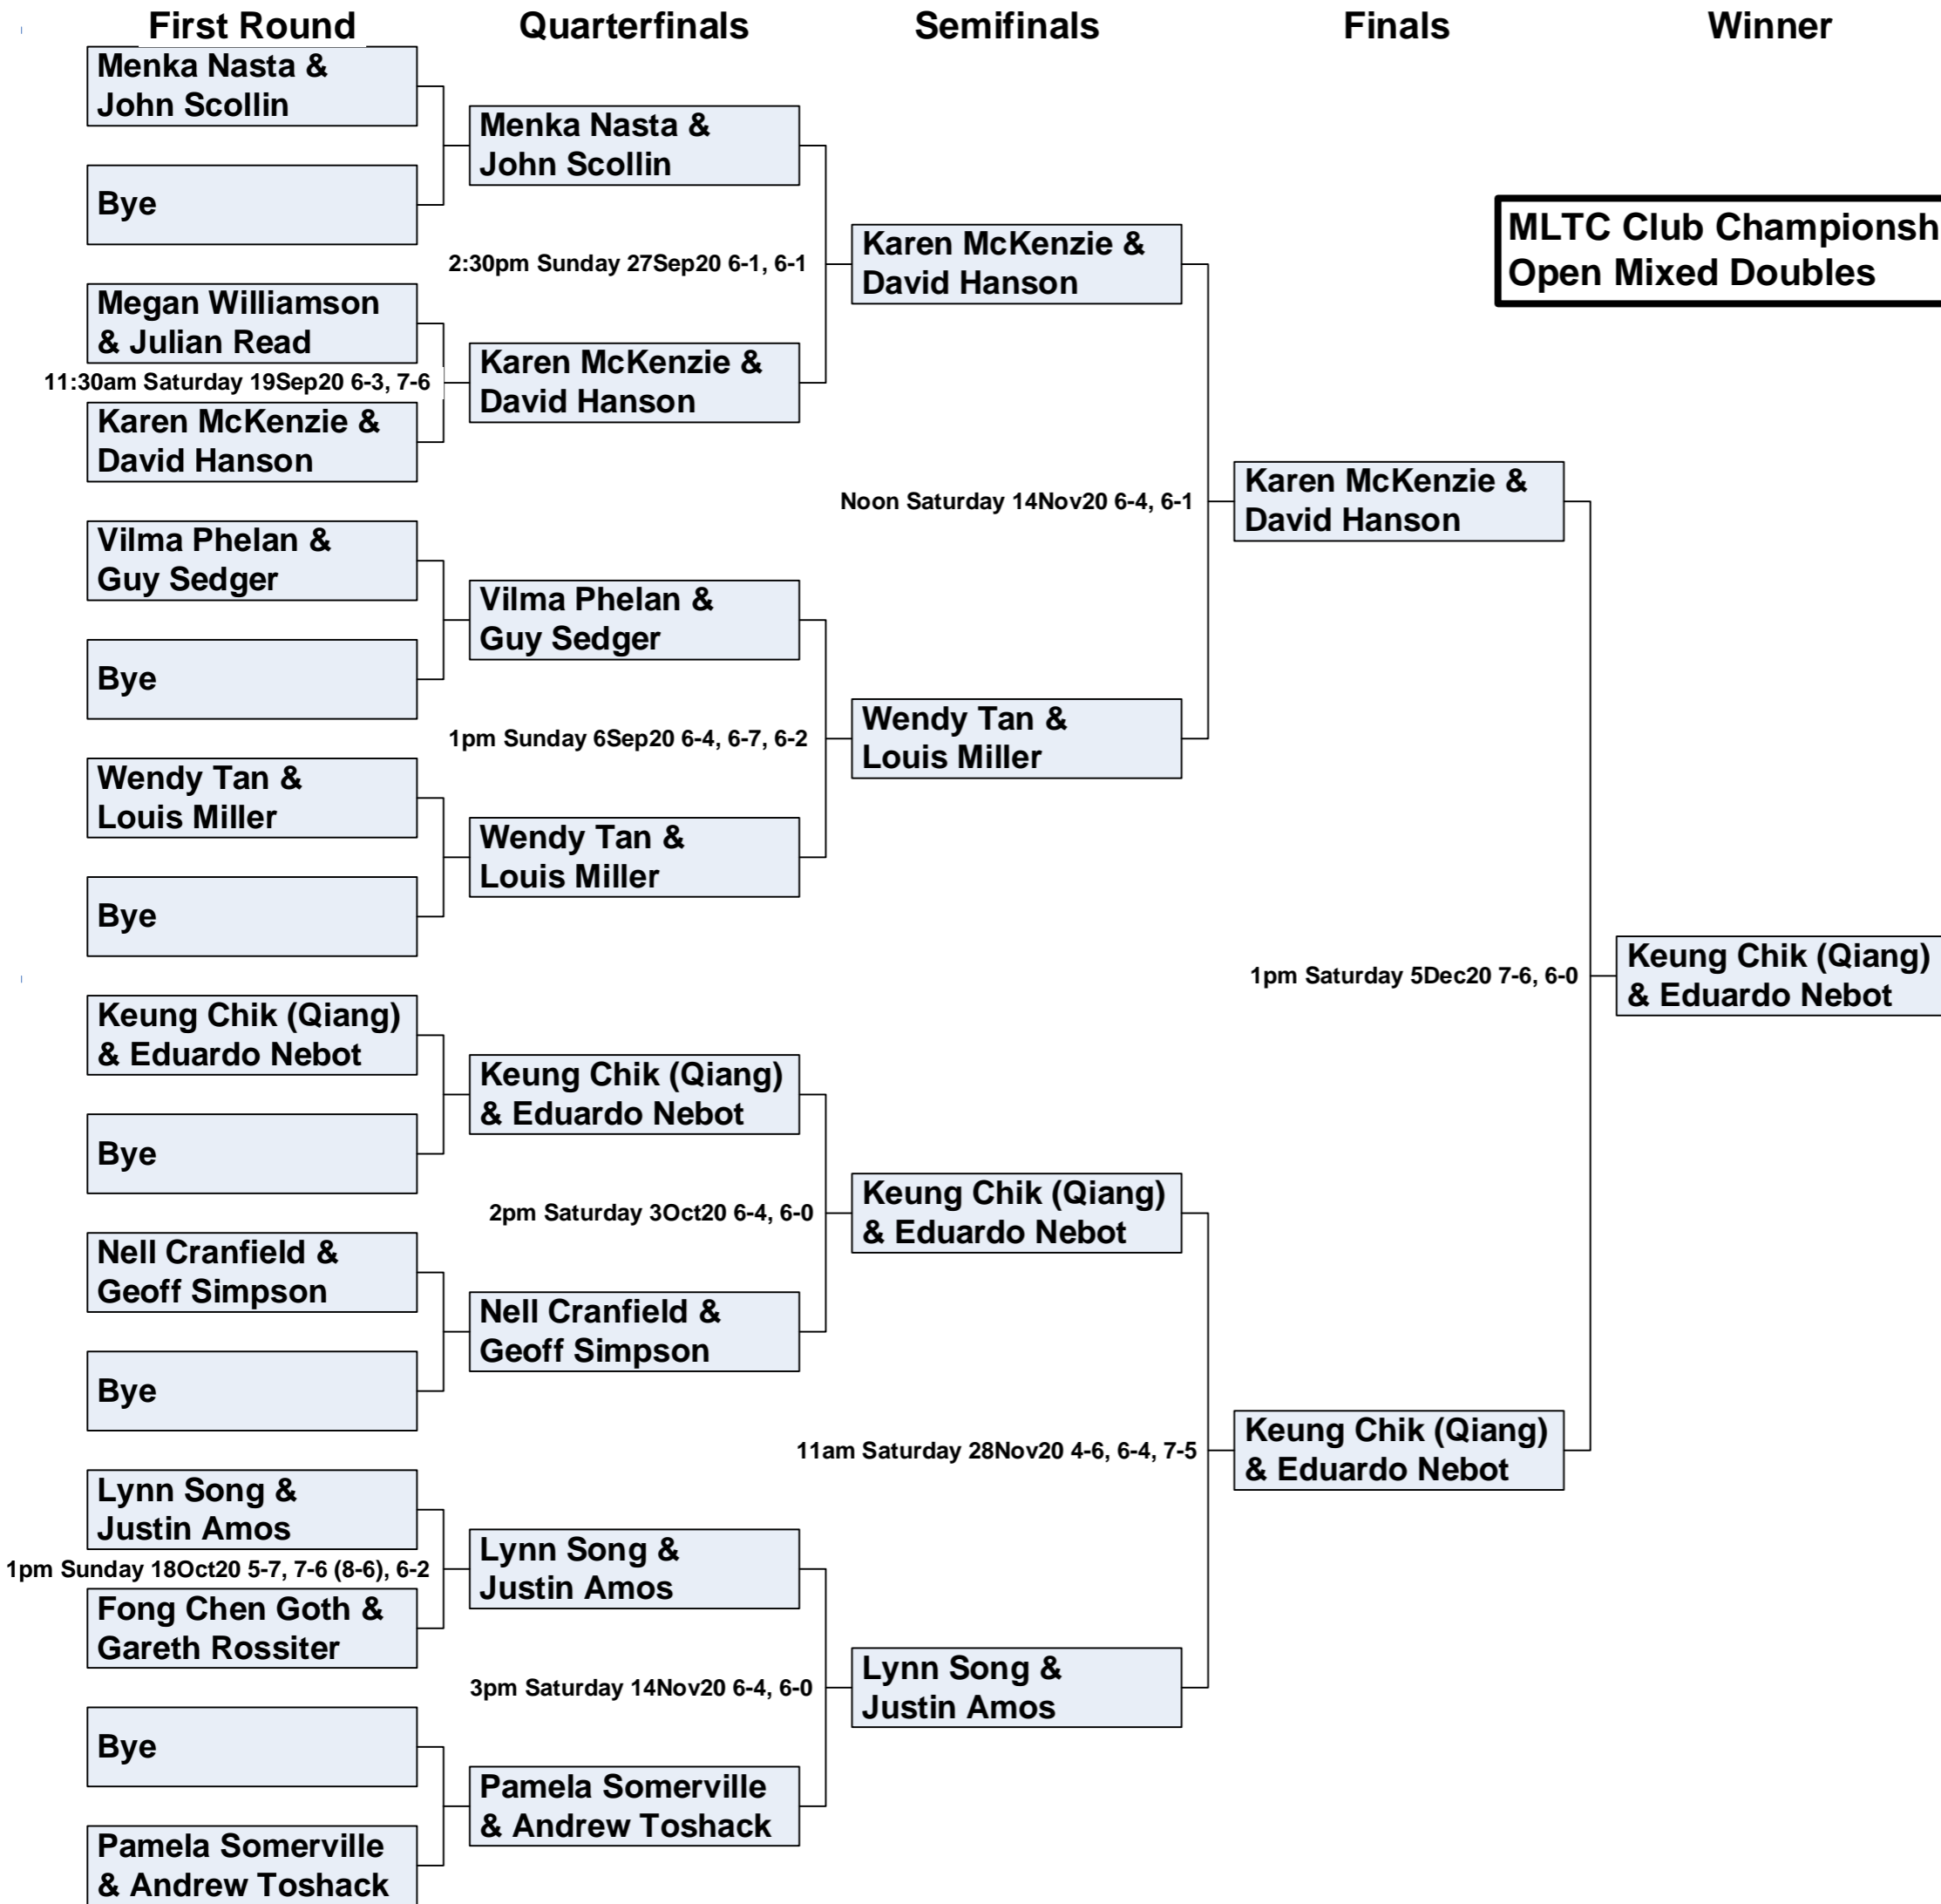 First Round
Quarterfinals
Semifinals
Finals
Winner
Menka Nasta &
John Scollin
Bye
Megan Williamson
& Julian Read
11:30am Saturday 19Sep20 6-3, 7-6
Karen McKenzie &
David Hanson
Vilma Phelan &
Guy Sedger
Bye
Wendy Tan &
Louis Miller
Bye
Keung Chik (Qiang)
& Eduardo Nebot
Bye
Nell Cranfield &
Geoff Simpson
Bye
Lynn Song &
Justin Amos
1pm Sunday 18Oct20 5-7, 7-6 (8-6), 6-2
Fong Chen Goth &
Gareth Rossiter
Bye
Pamela Somerville
& Andrew Toshack
Menka Nasta &
John Scollin
2:30pm Sunday 27Sep20 6-1, 6-1
Karen McKenzie &
David Hanson
Vilma Phelan &
Guy Sedger
1pm Sunday 6Sep20 6-4, 6-7, 6-2
Wendy Tan &
Louis Miller
Keung Chik (Qiang)
& Eduardo Nebot
2pm Saturday 3Oct20 6-4, 6-0
Nell Cranfield &
Geoff Simpson
Lynn Song &
Justin Amos
3pm Saturday 14Nov20 6-4, 6-0
Pamela Somerville
& Andrew Toshack
Karen McKenzie &
David Hanson
Noon Saturday 14Nov20 6-4, 6-1
Wendy Tan &
Louis Miller
Keung Chik (Qiang)
& Eduardo Nebot
11am Saturday 28Nov20 4-6, 6-4, 7-5
Lynn Song &
Justin Amos
Karen McKenzie &
David Hanson
1pm Saturday 5Dec20 7-6, 6-0
Keung Chik (Qiang)
& Eduardo Nebot
MLTC Club Championsh
Open Mixed Doubles
Keung Chik (Qiang)
& Eduardo Nebot